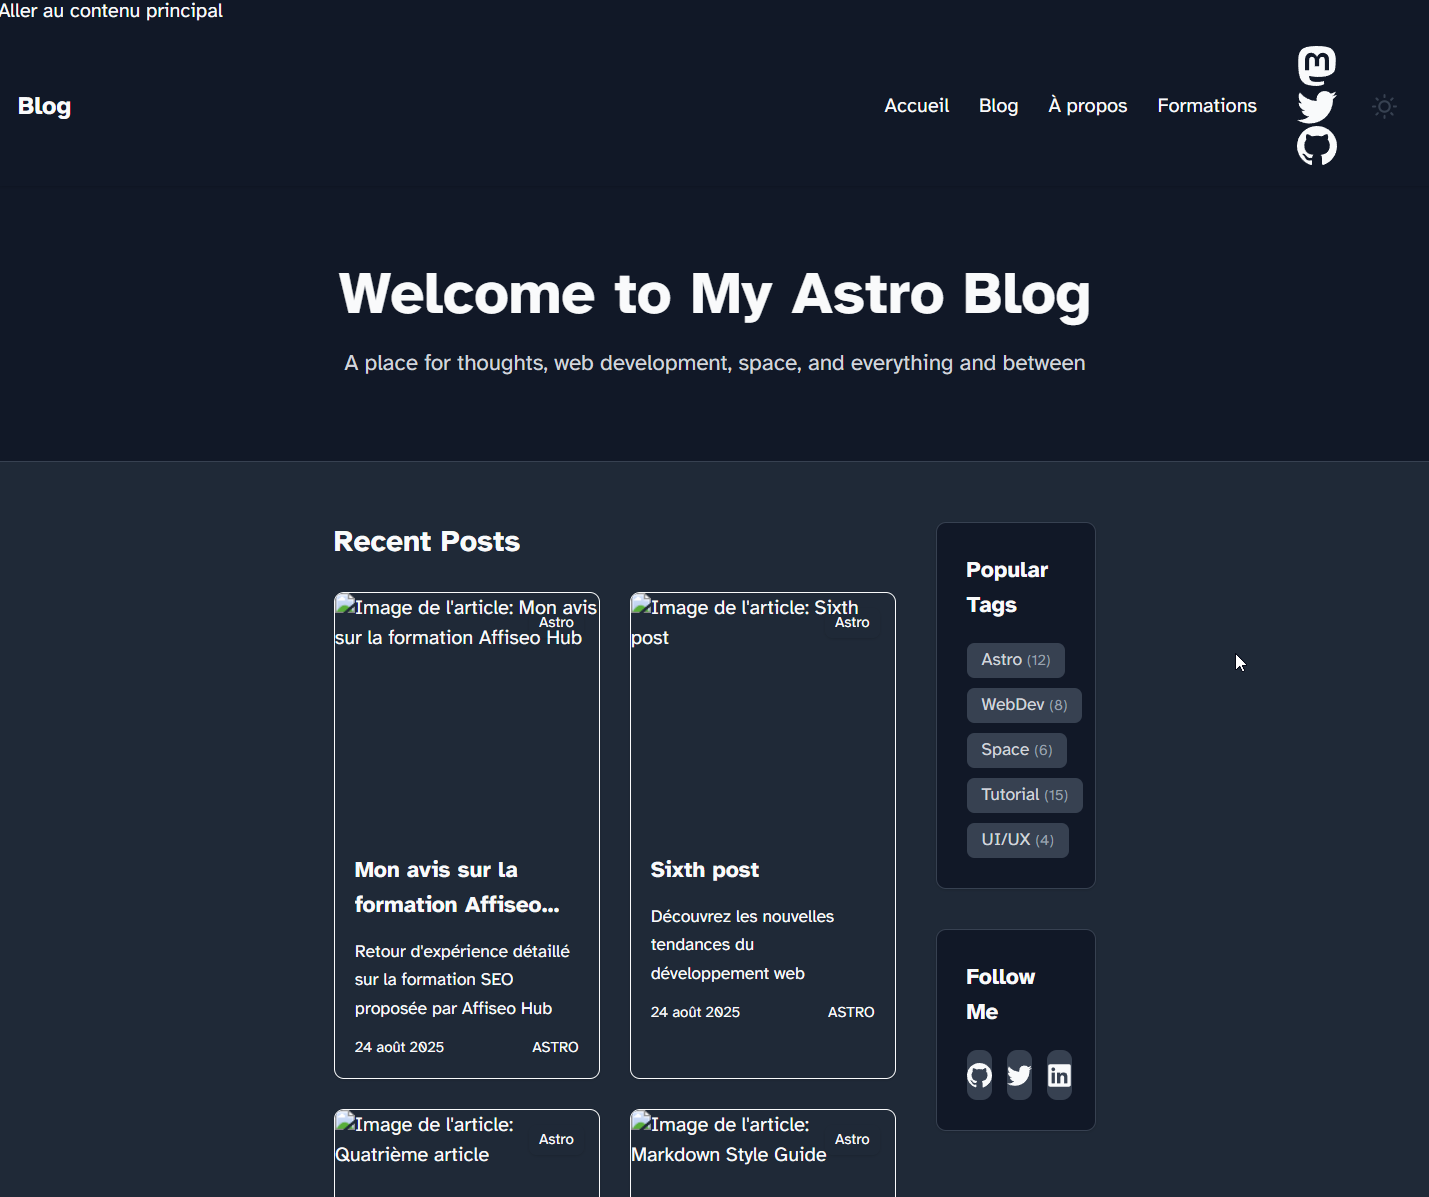 Aller au contenu principal
Blog
Accueil
Blog
À propos
Formations
Welcome to My Astro Blog
A place for thoughts, web development, space, and everything and between
Recent Posts
Image de l'article: Mon avis
sur la formation Affiseo Hub
Astro
Mon avis sur la
formation Affiseo...
Retour d'expérience détaillé
sur la formation SEO
proposée par Affiseo Hub
24 août 2025
ASTRO
Image de l'article: Sixth
post
Astro
Sixth post
Découvrez les nouvelles
tendances du
développement web
24 août 2025
ASTRO
Image de l'article:
Quatrième article
Astro
Image de l'article:
Markdown Style Guide
Astro
Popular
Tags
Astro (12)
WebDev (8)
Space (6)
Tutorial (15)
UI/UX (4)
Follow
Me